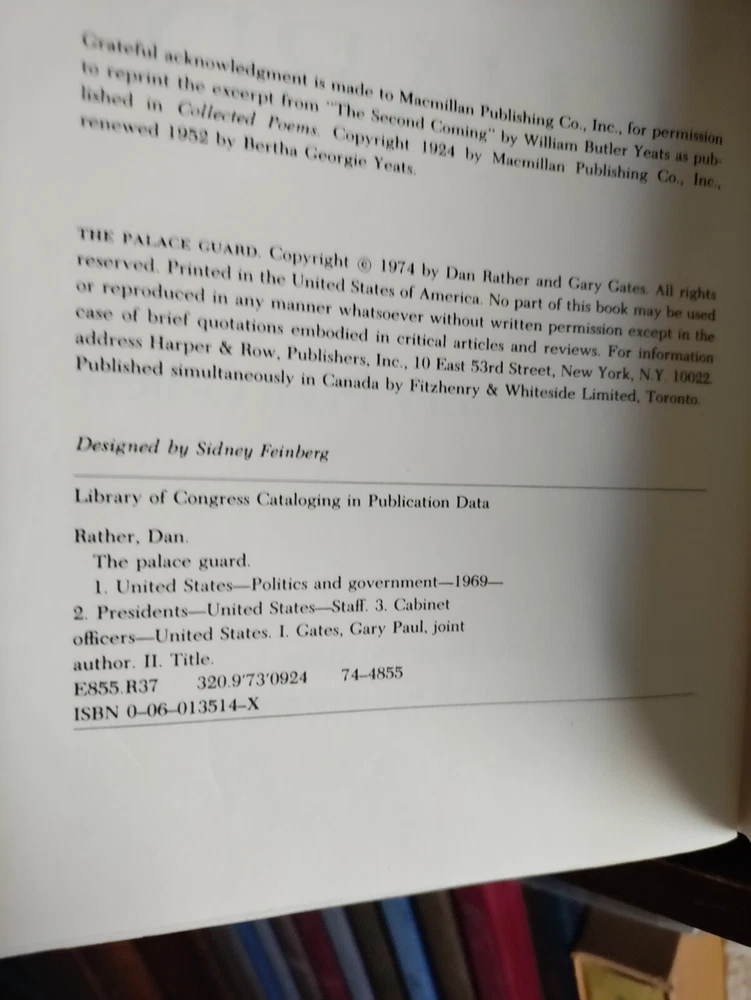 Grateful acknowledgment is made to Macmillan Publishing Co., Inc., for permission
to reprint the excerpt from "The Second Coming" by William Butler Yeats as pub-
lished in Collected Poems. Copyright 1924 by Macmillan Publishing Co., Inc.,
renewed 1952 by Bertha Georgie Yeats.
THE PALACE GUARD. Copyright © 1974 by Dan Rather and Gary Gates. All rights
reserved. Printed in the United States of America. No part of this book may be used
or reproduced in any manner whatsoever without written permission except in the
case of brief quotations embodied in critical articles and reviews. For information
address Harper & Row, Publishers, Inc., 10 East 53rd Street, New York, N.Y. 10022.
Published simultaneously in Canada by Fitzhenry & Whiteside Limited, Toronto.
Designed by Sidney Feinberg
Library of Congress Cataloging in Publication Data
Rather, Dan.
The palace guard.
1. United States—Politics and government—1969–
2. Presidents—United States—Staff. 3. Cabinet
officers—United States. I. Gates, Gary Paul, joint
author. II. Title.
E855.R37 320.9'73'0924 74–4855
ISBN 0–06–013514–X